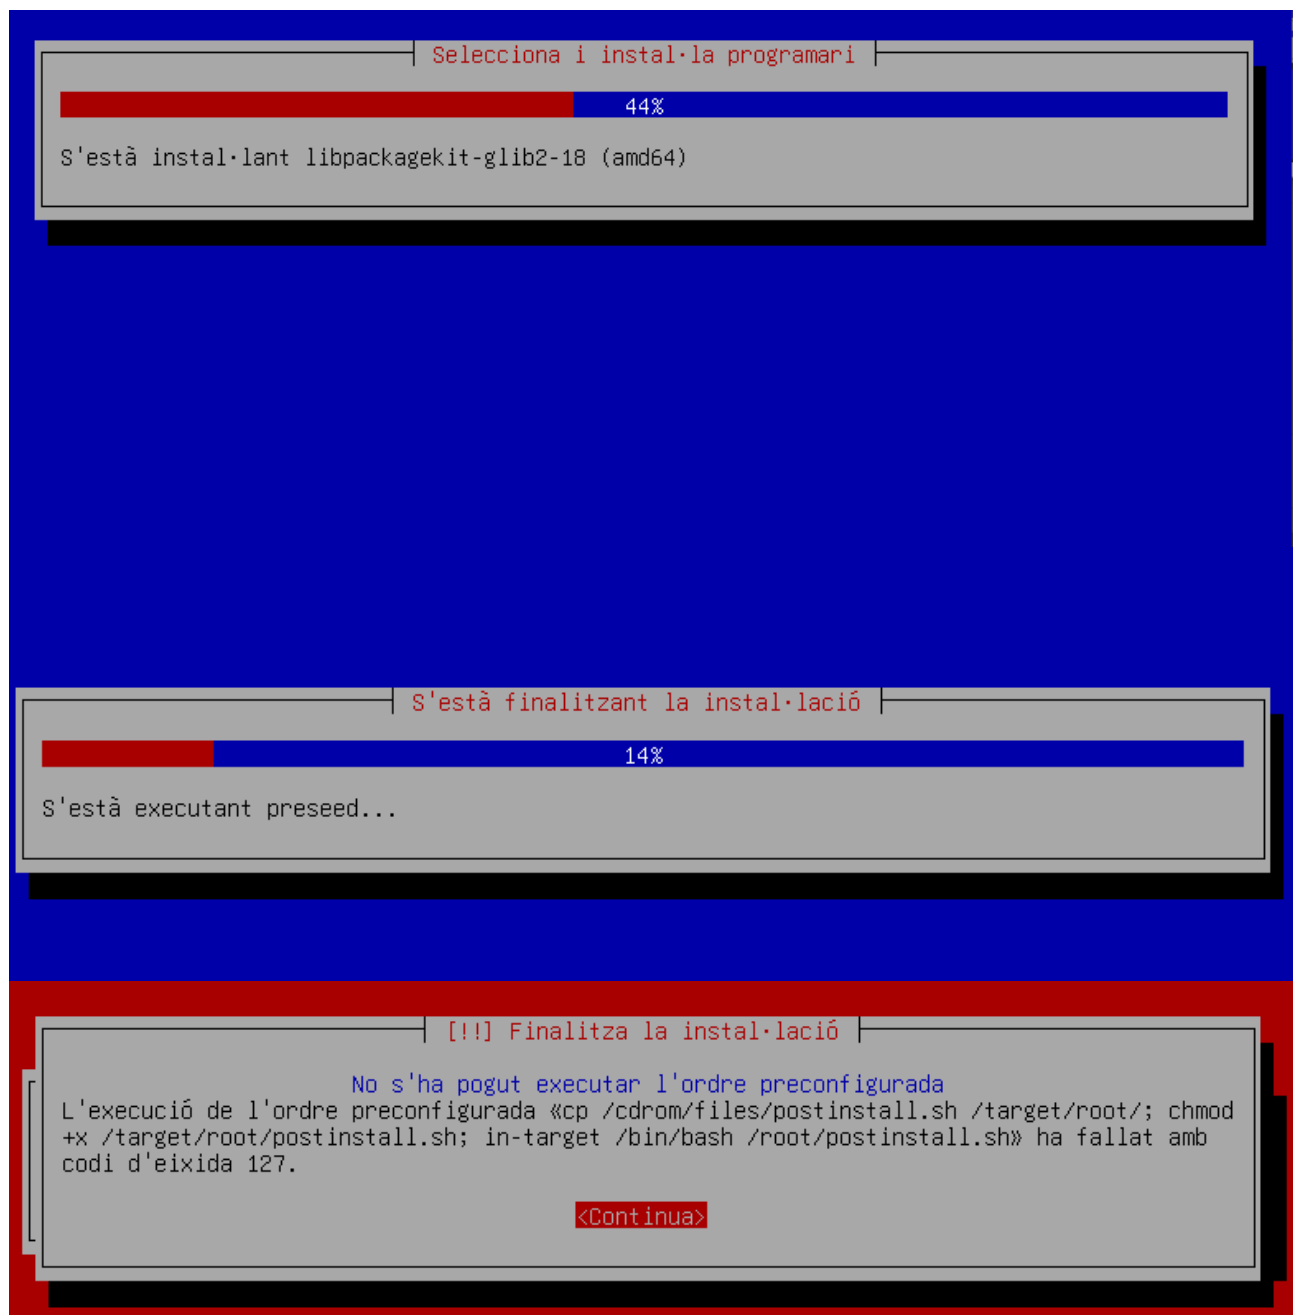 Selecciona i instal·la programari
44%
S'està instal·lant libpackagekit-glib2-18 (amd64)
S'està finalitzant la instal·lació
14%
S'està executant preseed...
[!!] Finalitza la instal·lació
No s'ha pogut executar l'ordre preconfigurada
L'execució de l'ordre preconfigurada «cp /cdrom/files/postinstall.sh /target/root/; chmod
+x /target/root/postinstall.sh; in-target /bin/bash /root/postinstall.sh» ha fallat amb
codi d'eixida 127.
<Continua>